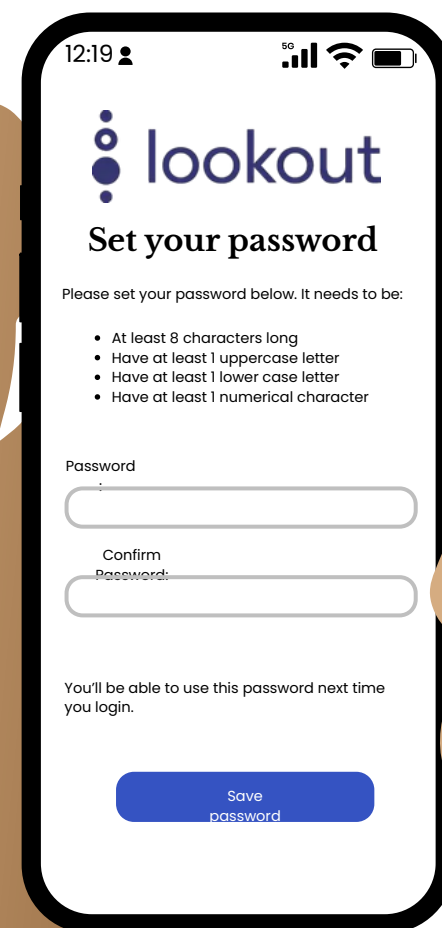 12:19
5G
lookout
Set your password
Please set your password below. It needs to be:
• At least 8 characters long
• Have at least 1 uppercase letter
• Have at least 1 lower case letter
• Have at least 1 numerical character
Password
:
Confirm
Password:
You’ll be able to use this password next time
you login.
Save
password